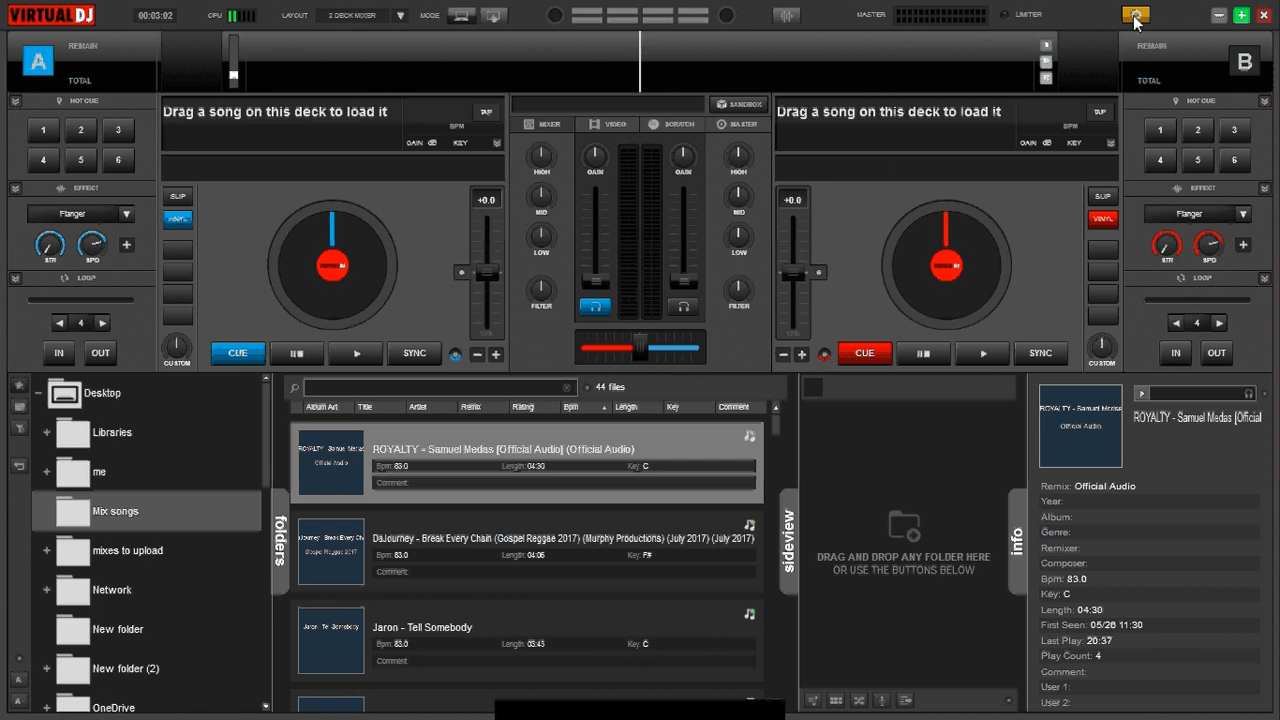 VIRTUALDJ
00:03:02
CPU
LAYOUT
2 DECK MIXER
MODE
MASTER
LIMITER
A
REMAIN
TOTAL
REMAIN
TOTAL
B
HOT CUE
1 2 3
4 5 6
EFFECT
Flanger
STR SPD
LOOP
4
IN OUT
Drag a song on this deck to load it
TAP
BPM
GAIN dB KEY
SLIP
VINYL
CUSTOM
+0.0
CUE
SYNC
SANDBOX
MIXER VIDEO SCRATCH MASTER
HIGH GAIN GAIN HIGH
MID MID
LOW LOW
FILTER FILTER
Drag a song on this deck to load it
TAP
BPM
GAIN dB KEY
+0.0
SLIP
VINYL
CUSTOM
CUE
SYNC
HOT CUE
1 2 3
4 5 6
EFFECT
Flanger
STR SPD
LOOP
4
IN OUT
Desktop
Libraries
me
Mix songs
mixes to upload
Network
New folder
New folder (2)
OneDrive
folders
44 files
Album Art Title Artist Remix Rating Bpm Length Key Comment
ROYALTY - Samuel Medas [Official Audio] (Official Audio)
Bpm: 83.0 Length: 04:30 Key: C
Comment:
DaJourney - Break Every Chain (Gospel Reggae 2017) (Murphy Productions) (July 2017) (July 2017)
Bpm: 83.0 Length: 04:06 Key: F#
Comment:
Jaron - Tell Somebody
Bpm: 83.0 Length: 03:43 Key: C
Comment:
sideview
DRAG AND DROP ANY FOLDER HERE
OR USE THE BUTTONS BELOW
info
ROYALTY - Samuel Medas
Official Audio
ROYALTY - Samuel Medas [Official
Remix: Official Audio
Year:
Album:
Genre:
Remixer:
Composer:
Bpm: 83.0
Key: C
Length: 04:30
First Seen: 05/26 11:30
Last Play: 20:37
Play Count: 4
Comment:
User 1:
User 2: